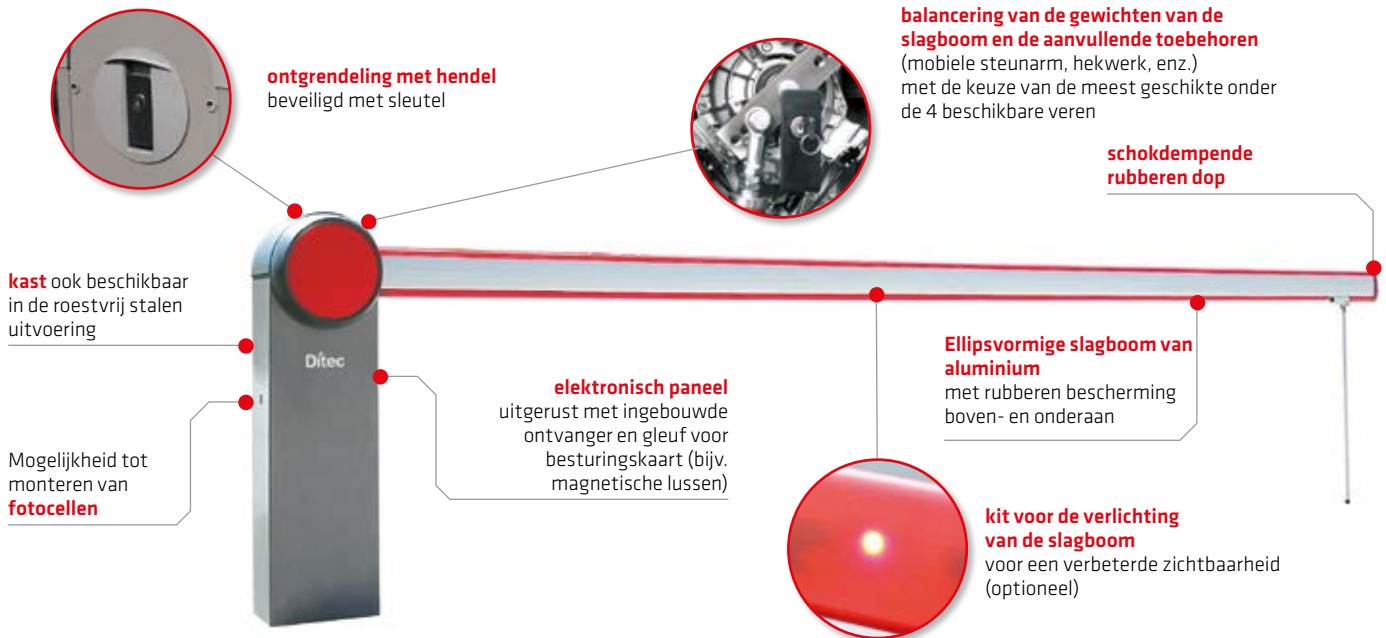 ontgrendeling met hendel
beveiligd met sleutel
balancering van de gewichten van de
slagboom en de aanvullende toebehoren
(mobiele steunarm, hekwerk, enz.)
met de keuze van de meest geschikte onder
de 4 beschikbare veren
schokdempende
rubberen dop
kast ook beschikbaar
in de roestvrij stalen
uitvoering
Ditec
Mogelijkheid tot
monteren van
fotocellen
elektronisch paneel
uitgerust met ingebouwde
ontvanger en gleuf voor
besturingskaart (bijv.
magnetische lussen)
Ellipsvormige slagboom van
aluminium
met rubberen bescherming
boven- en onderaan
kit voor de verlichting
van de slagboom
voor een verbeterde zichtbaarheid
(optioneel)